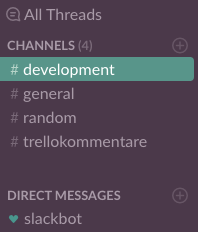 All Threads
CHANNELS (4)
# development
# general
# random
# trellokommentare
DIRECT MESSAGES
slackbot